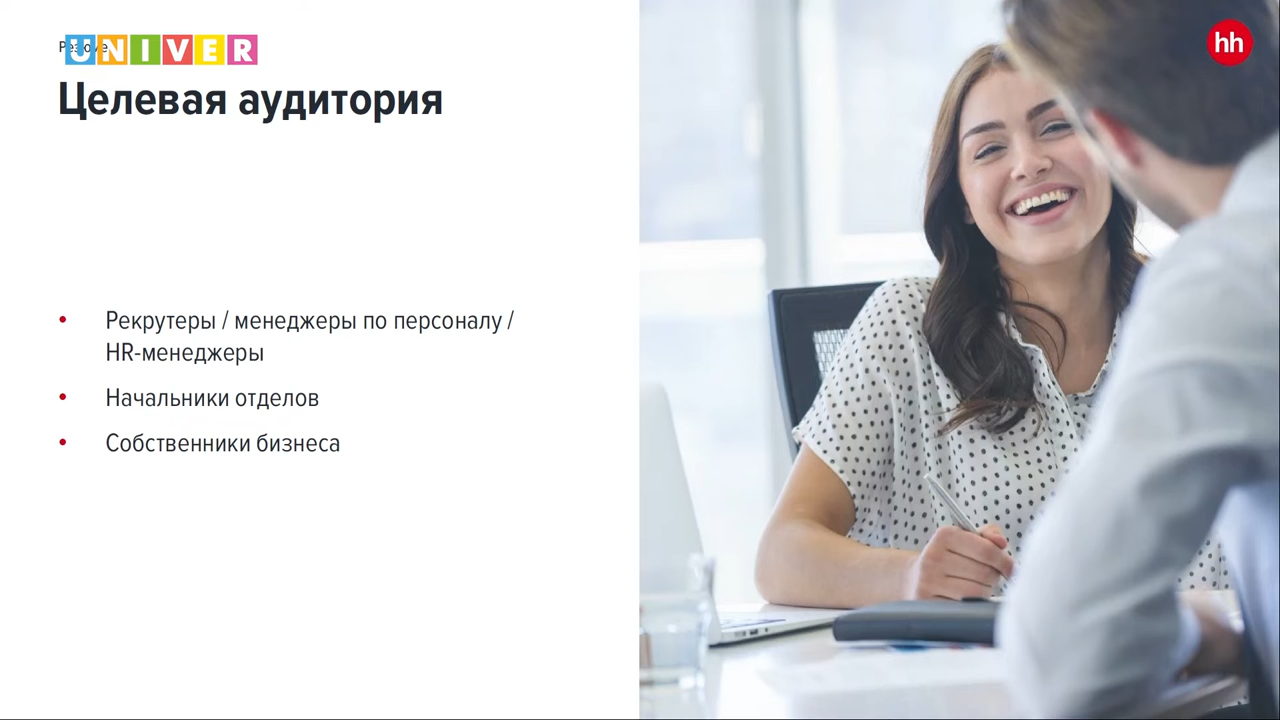 UNIVER
hh
Целевая аудитория
• Рекрутеры / менеджеры по персоналу /
HR-менеджеры
• Начальники отделов
• Собственники бизнеса